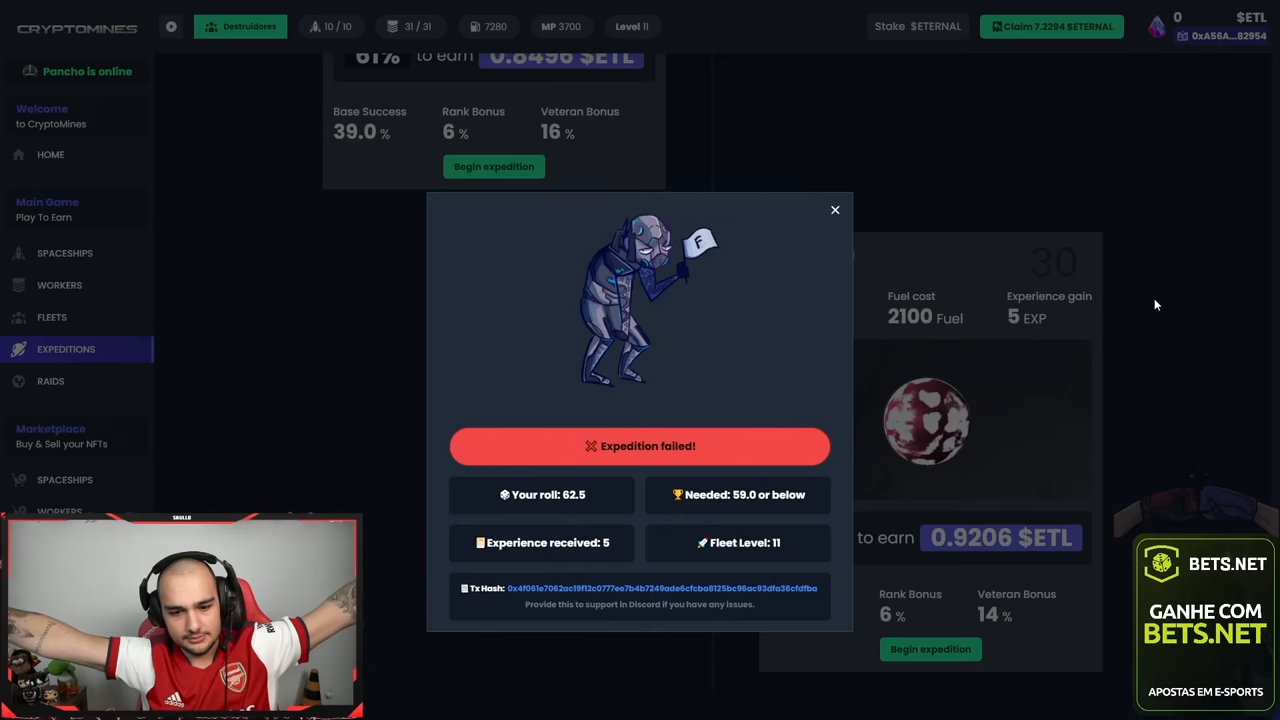 CRYPTOMINES
Destruidores
10 / 10
31 / 31
7280
MP 3700
Level 11
Stake $ETERNAL
Claim 7.2294 $ETERNAL
0 $ETL
0xA56A...82954
Pancho is online
Welcome
to CryptoMines
HOME
Main Game
Play To Earn
SPACESHIPS
WORKERS
FLEETS
EXPEDITIONS
RAIDS
Marketplace
Buy & Sell your NFTs
SPACESHIPS
WORKERS
61% to earn 0.8496 $ETL
Base Success
39.0 %
Rank Bonus
6 %
Veteran Bonus
16 %
Begin expedition
F
Expedition failed!
Your roll: 62.5
Needed: 59.0 or below
Experience received: 5
Fleet Level: 11
Tx Hash: 0x4f061e7062ac19f12c0777ee7b4b7249ade6cfcba8125bc96ac93dfa36cfdfba
Provide this to support in Discord if you have any issues.
30
Fuel cost
2100 Fuel
Experience gain
5 EXP
to earn 0.9206 $ETL
Rank Bonus
6 %
Veteran Bonus
14 %
Begin expedition
SKULLO
adidas
Arsenal
BETS.NET
GANHE COM
BETS.NET
APOSTAS EM E-SPORTS